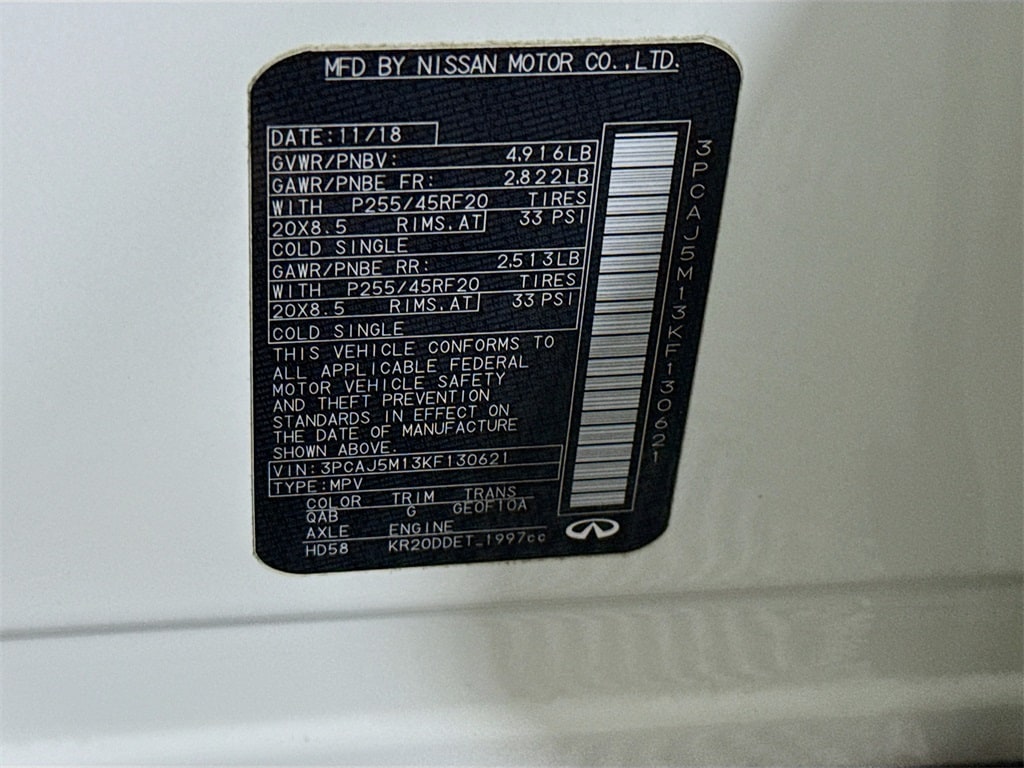 MFD BY NISSAN MOTOR CO.,LTD.
DATE:11/18
GVWR/PNBV: 4,916LB
GAWR/PNBE FR: 2,822LB
WITH P255/45RF20 TIRES
20X8.5 RIMS.AT 33 PSI
COLD SINGLE
GAWR/PNBE RR: 2,513LB
WITH P255/45RF20 TIRES
20X8.5 RIMS.AT 33 PSI
COLD SINGLE
THIS VEHICLE CONFORMS TO
ALL APPLICABLE FEDERAL
MOTOR VEHICLE SAFETY
AND THEFT PREVENTION
STANDARDS IN EFFECT ON
THE DATE OF MANUFACTURE
SHOWN ABOVE.
VIN:3PCAJ5M13KF130621
TYPE:MPV
COLOR TRIM TRANS
QAB G GE0F10A
AXLE ENGINE
HD58 KR20DDET_1997cc
3PCAJ5M13KF130621